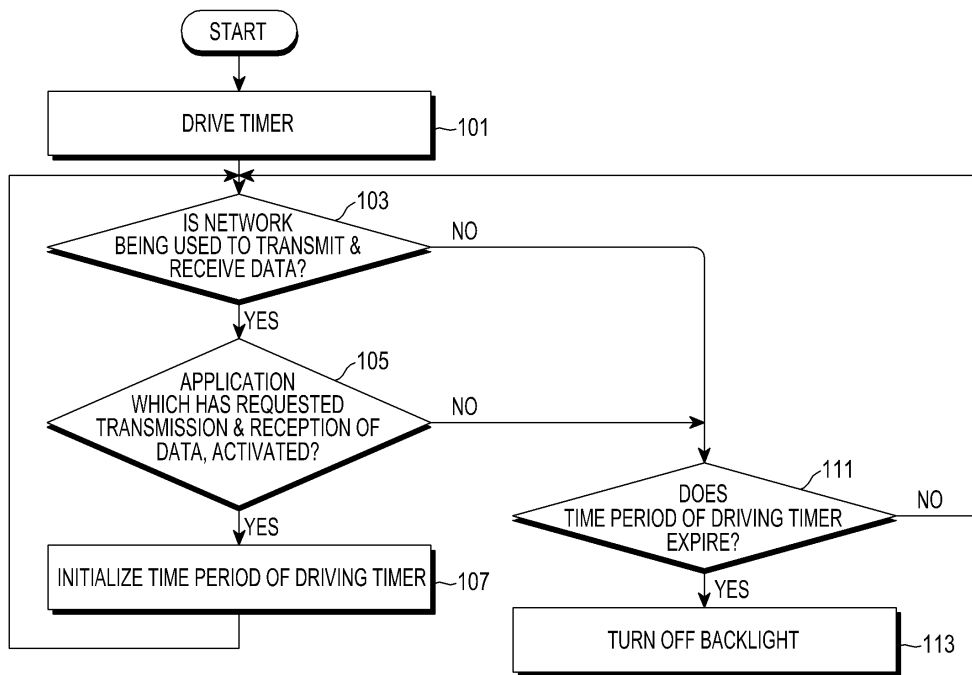 START
DRIVE TIMER
101
103
IS NETWORK
BEING USED TO TRANSMIT &
RECEIVE DATA?
NO
YES
105
APPLICATION
WHICH HAS REQUESTED
TRANSMISSION & RECEPTION OF
DATA, ACTIVATED?
NO
YES
INITIALIZE TIME PERIOD OF DRIVING TIMER
107
111
DOES
TIME PERIOD OF DRIVING TIMER
EXPIRE?
NO
YES
TURN OFF BACKLIGHT
113